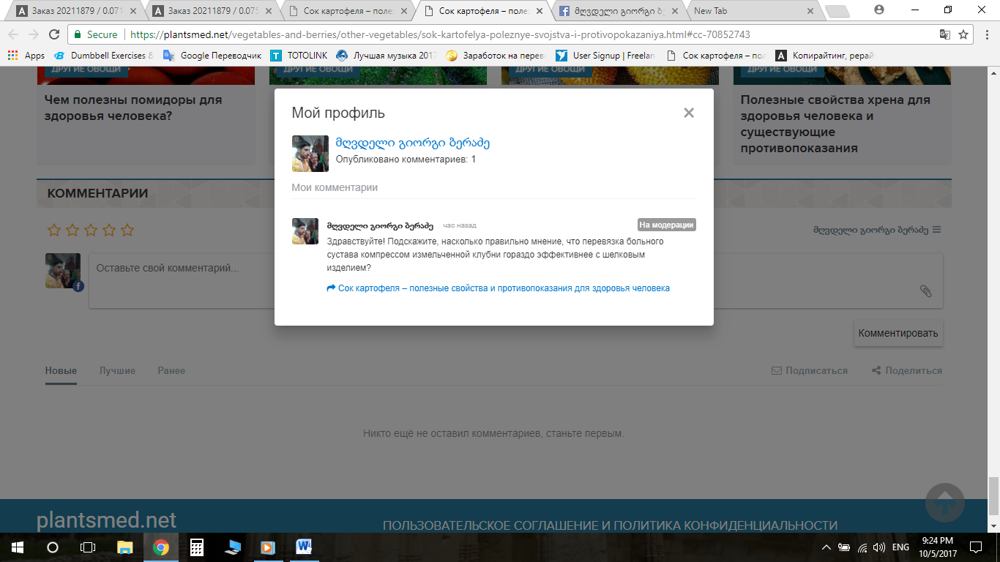 Заказ 20211879 / 0.071
Заказ 20211879 / 0.075
Сок картофеля – полез
Сок картофеля – полез
მღვდელი გიორგი ბე
New Tab
Secure
https://plantsmed.net/vegetables-and-berries/other-vegetables/sok-kartofelya-poleznye-svojstva-i-protivopokazaniya.html#cc-70852743
Apps
Dumbbell Exercises &
Google Переводчик
TOTOLINK
Лучшая музыка 2017
Заработок на перев
User Signup | Freelan
Сок картофеля – пол
Копирайтинг, рерай
ДРУГИЕ ОВОЩИ
ДРУГИЕ ОВОЩИ
ДРУГИЕ ОВОЩИ
ДРУГИЕ ОВОЩИ
Чем полезны помидоры для
здоровья человека?
Полезные свойства хрена для
здоровья человека и
существующие
противопоказания
Мой профиль
მღვდელი გიორგი ბერაძე
Опубликовано комментариев: 1
Мои комментарии
მღვდელი გიორგი ბერაძე час назад
На модерации
Здравствуйте! Подскажите, насколько правильно мнение, что перевязка больного
сустава компрессом измельченной клубни гораздо эффективнее с шелковым
изделием?
Сок картофеля – полезные свойства и противопоказания для здоровья человека
КОММЕНТАРИИ
მღვდელი გიორგი ბერაძე
Оставьте свой комментарий...
Комментировать
Новые
Лучшие
Ранее
Подписаться
Поделиться
Никто ещё не оставил комментариев, станьте первым.
plantsmed.net
ПОЛЬЗОВАТЕЛЬСКОЕ СОГЛАШЕНИЕ И ПОЛИТИКА КОНФИДЕНЦИАЛЬНОСТИ
ENG
9:24 PM
10/5/2017